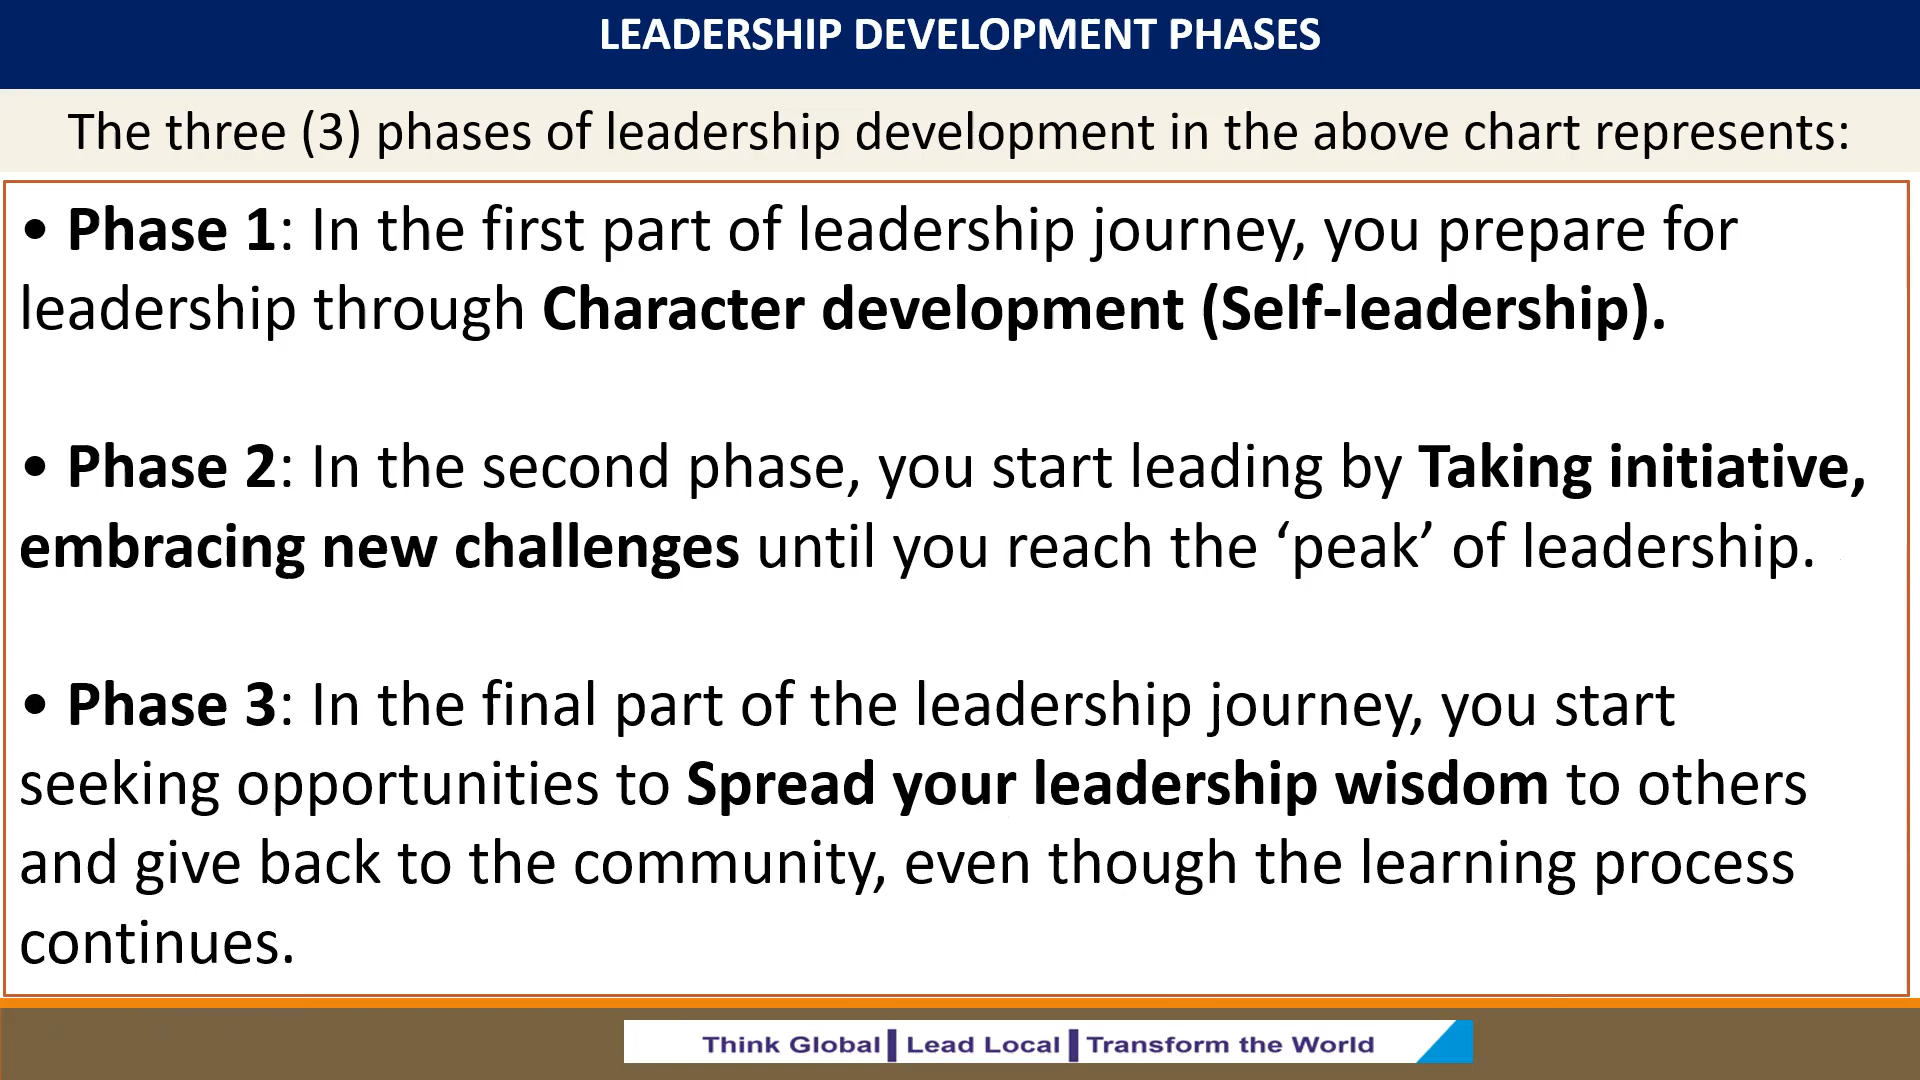 LEADERSHIP DEVELOPMENT PHASES
The three (3) phases of leadership development in the above chart represents:
• Phase 1: In the first part of leadership journey, you prepare for
leadership through Character development (Self-leadership).
• Phase 2: In the second phase, you start leading by Taking initiative,
embracing new challenges until you reach the ‘peak’ of leadership.
• Phase 3: In the final part of the leadership journey, you start
seeking opportunities to Spread your leadership wisdom to others
and give back to the community, even though the learning process
continues.
Think Global | Lead Local | Transform the World